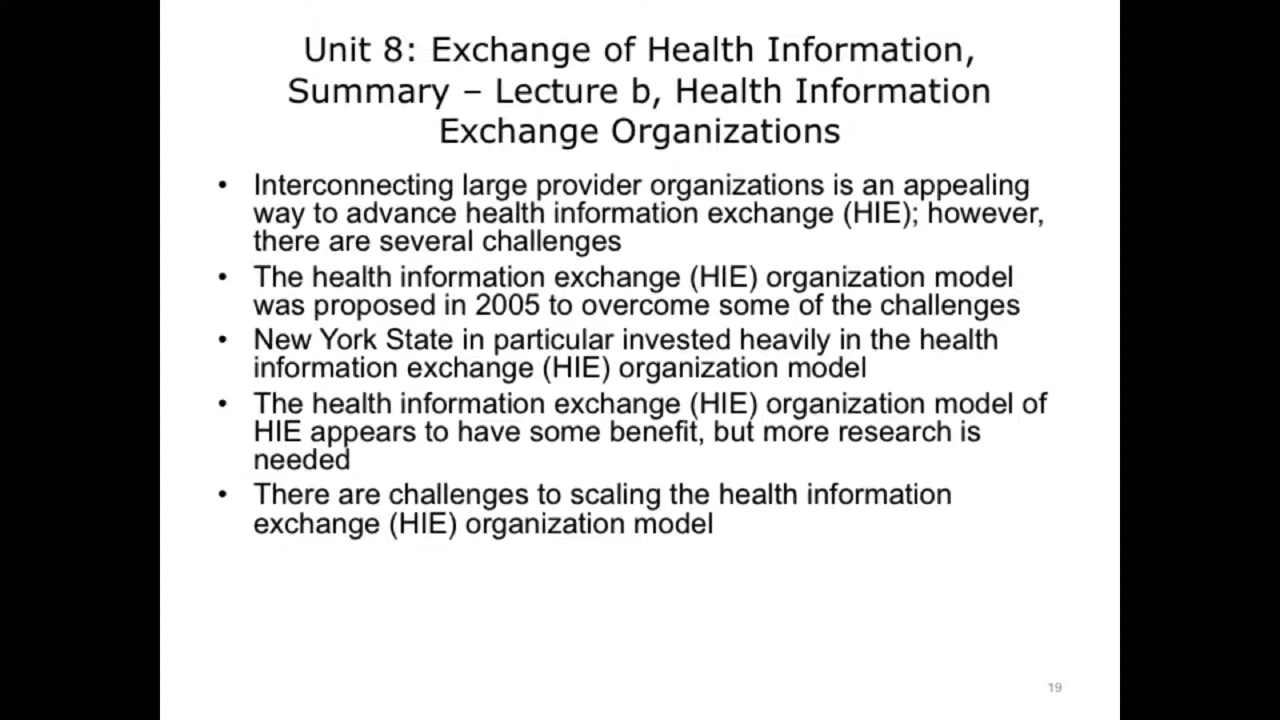 Unit 8: Exchange of Health Information,
Summary – Lecture b, Health Information
Exchange Organizations
• Interconnecting large provider organizations is an appealing
way to advance health information exchange (HIE); however,
there are several challenges
• The health information exchange (HIE) organization model
was proposed in 2005 to overcome some of the challenges
• New York State in particular invested heavily in the health
information exchange (HIE) organization model
• The health information exchange (HIE) organization model of
HIE appears to have some benefit, but more research is
needed
• There are challenges to scaling the health information
exchange (HIE) organization model
19